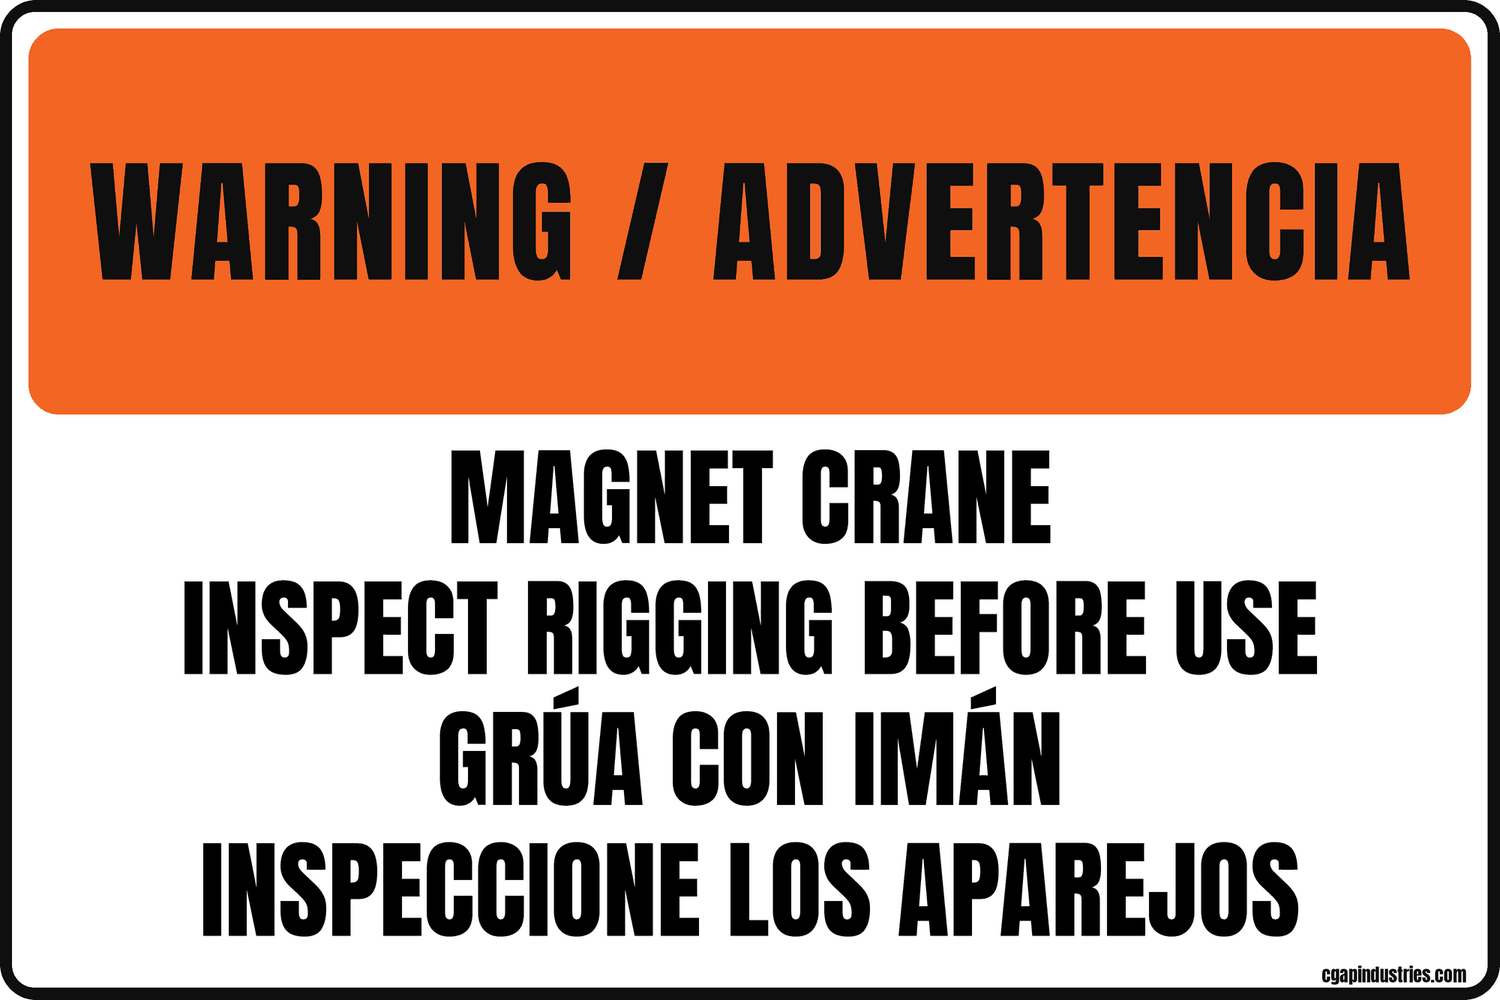 WARNING / ADVERTENCIA
MAGNET CRANE
INSPECT RIGGING BEFORE USE
GRÚA CON IMÁN
INSPECCIONE LOS APAREJOS
cgapindustries.com